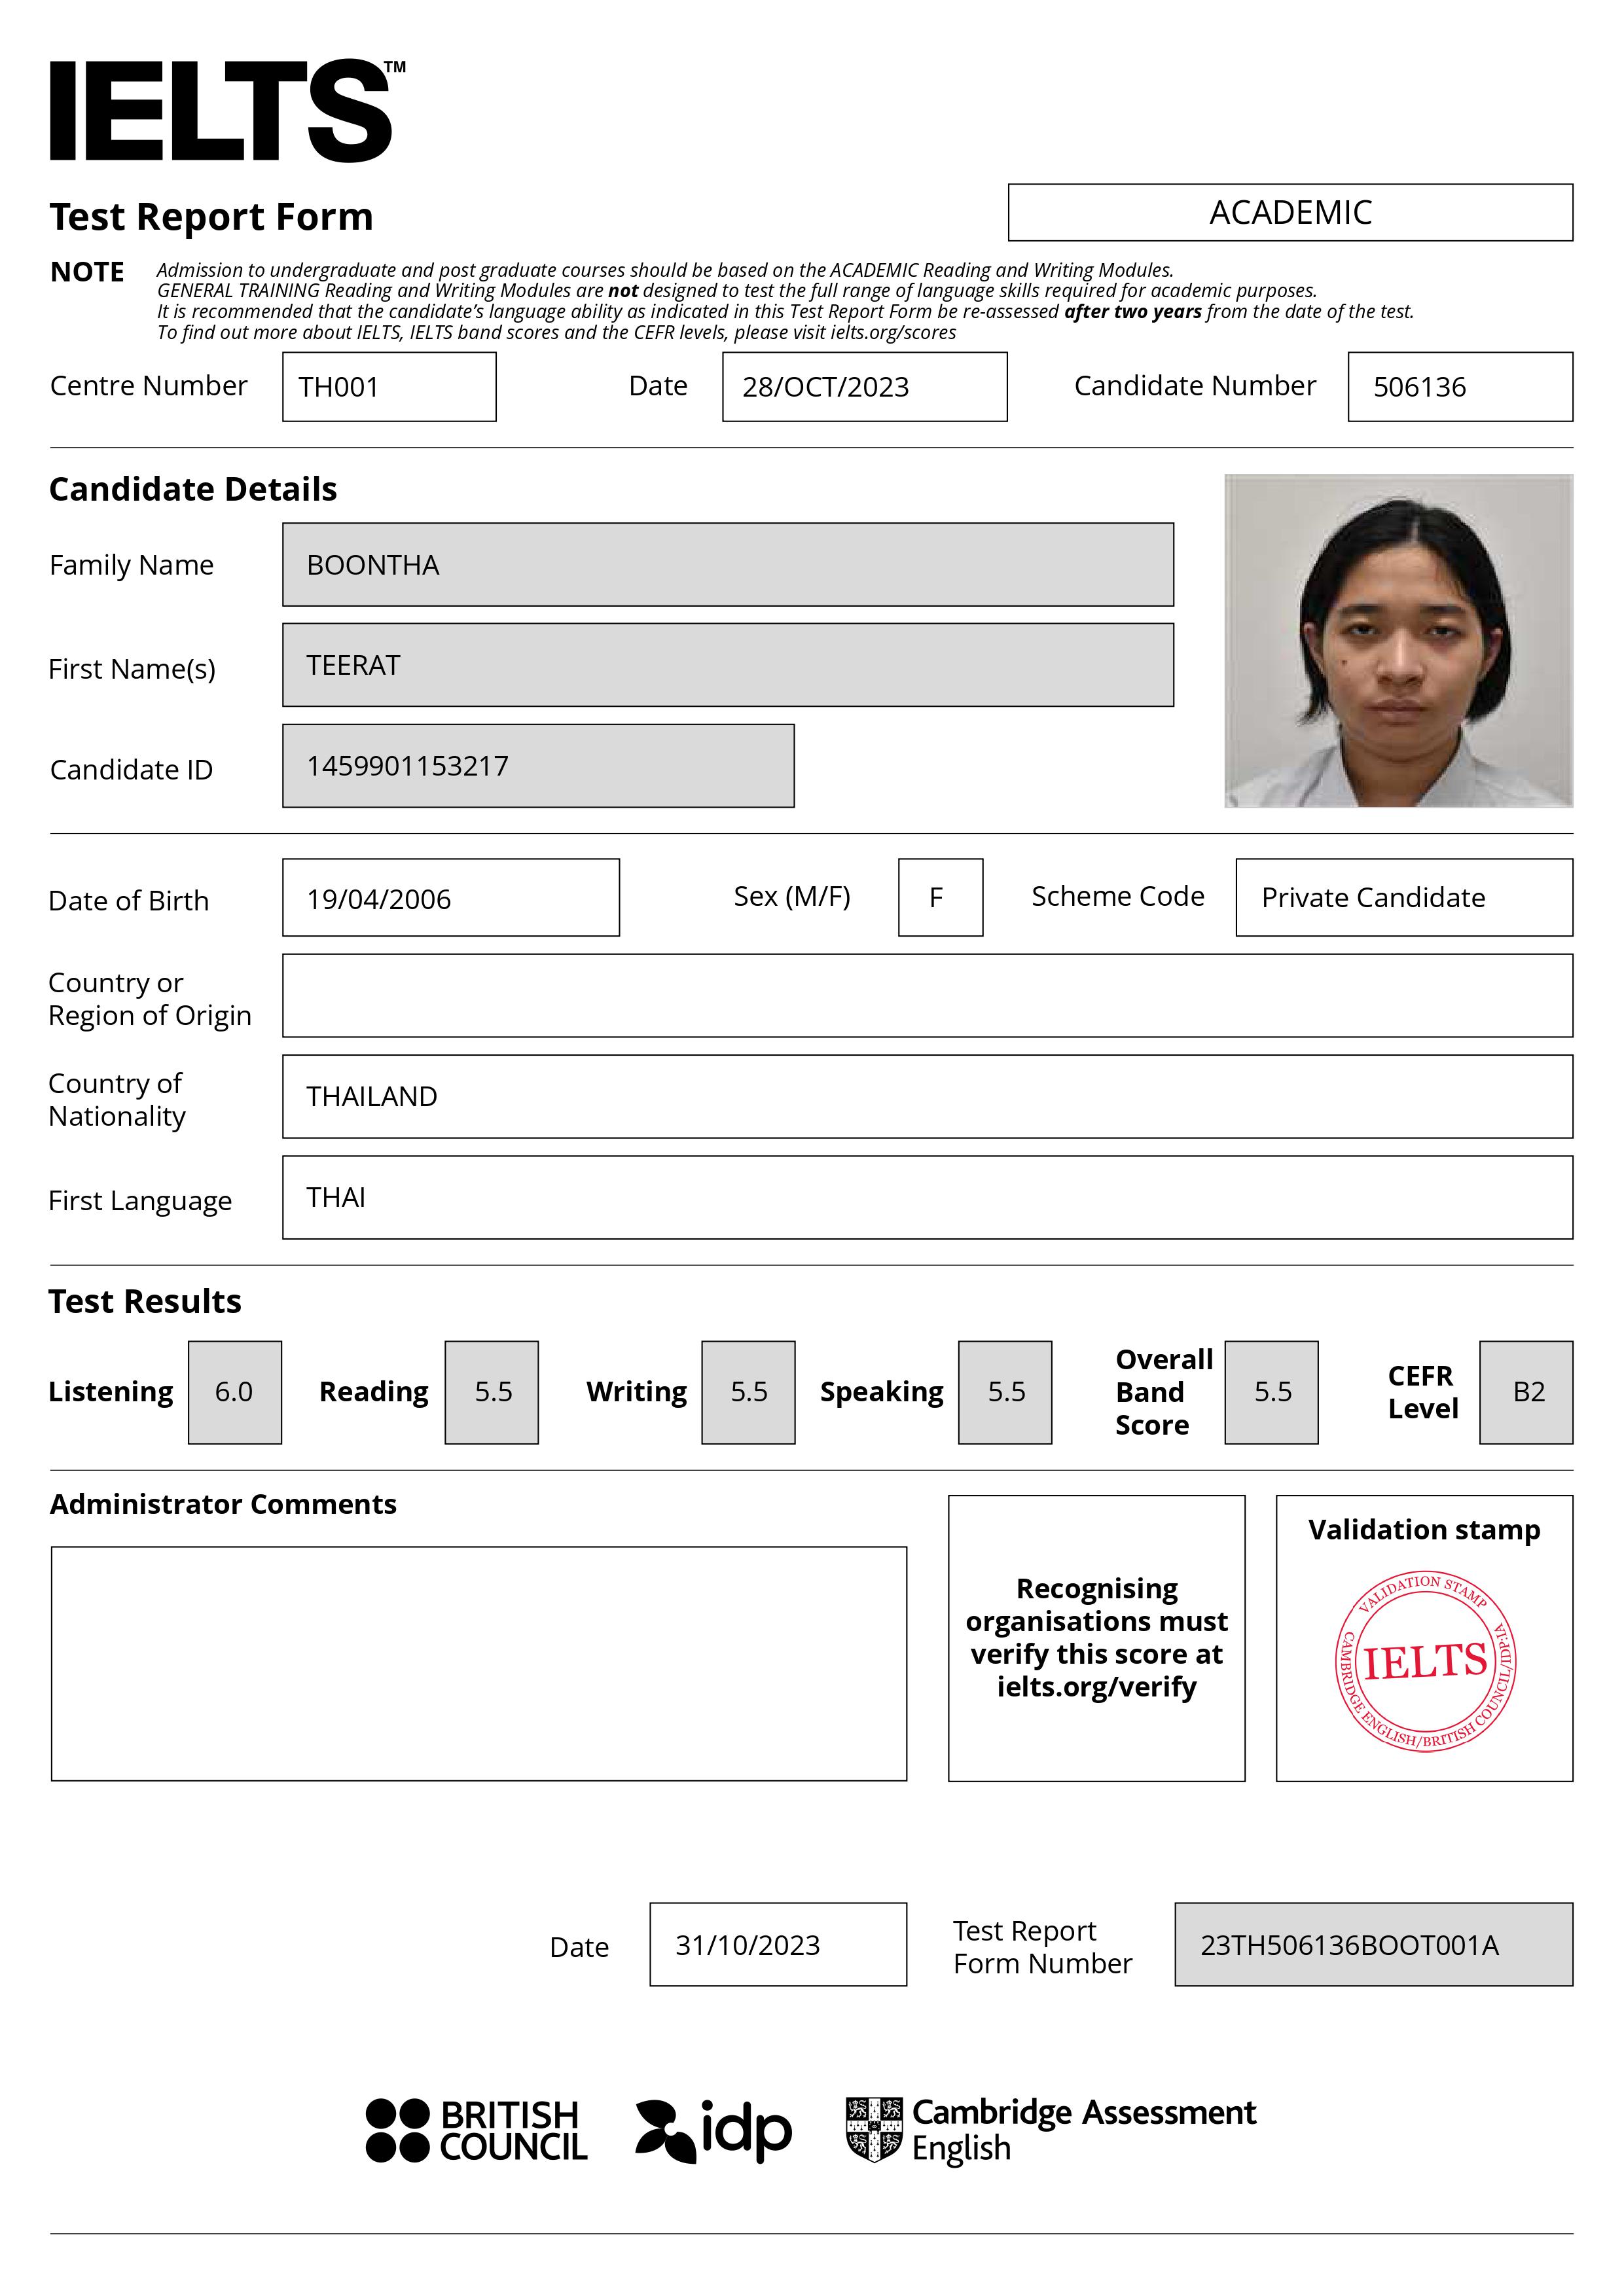 IELTS™
Test Report Form
ACADEMIC
NOTE
Admission to undergraduate and post graduate courses should be based on the ACADEMIC Reading and Writing Modules.
GENERAL TRAINING Reading and Writing Modules are not designed to test the full range of language skills required for academic purposes.
It is recommended that the candidate’s language ability as indicated in this Test Report Form be re-assessed after two years from the date of the test.
To find out more about IELTS, IELTS band scores and the CEFR levels, please visit ielts.org/scores
Centre Number TH001 Date 28/OCT/2023 Candidate Number 506136
Candidate Details
Family Name BOONTHA
First Name(s) TEERAT
Candidate ID 1459901153217
Date of Birth 19/04/2006 Sex (M/F) F Scheme Code Private Candidate
Country or
Region of Origin
Country of
Nationality
THAILAND
First Language THAI
Test Results
Listening 6.0 Reading 5.5 Writing 5.5 Speaking 5.5
Overall
Band
Score
5.5
CEFR
Level
B2
Administrator Comments
Recognising
organisations must
verify this score at
ielts.org/verify
Validation stamp
VALIDATION STAMP
IELTS
CAMBRIDGE ENGLISH/BRITISH COUNCIL/IDP:IA
Date 31/10/2023
Test Report
Form Number
23TH506136BOOT001A
BRITISH
COUNCIL
idp
Cambridge Assessment
English